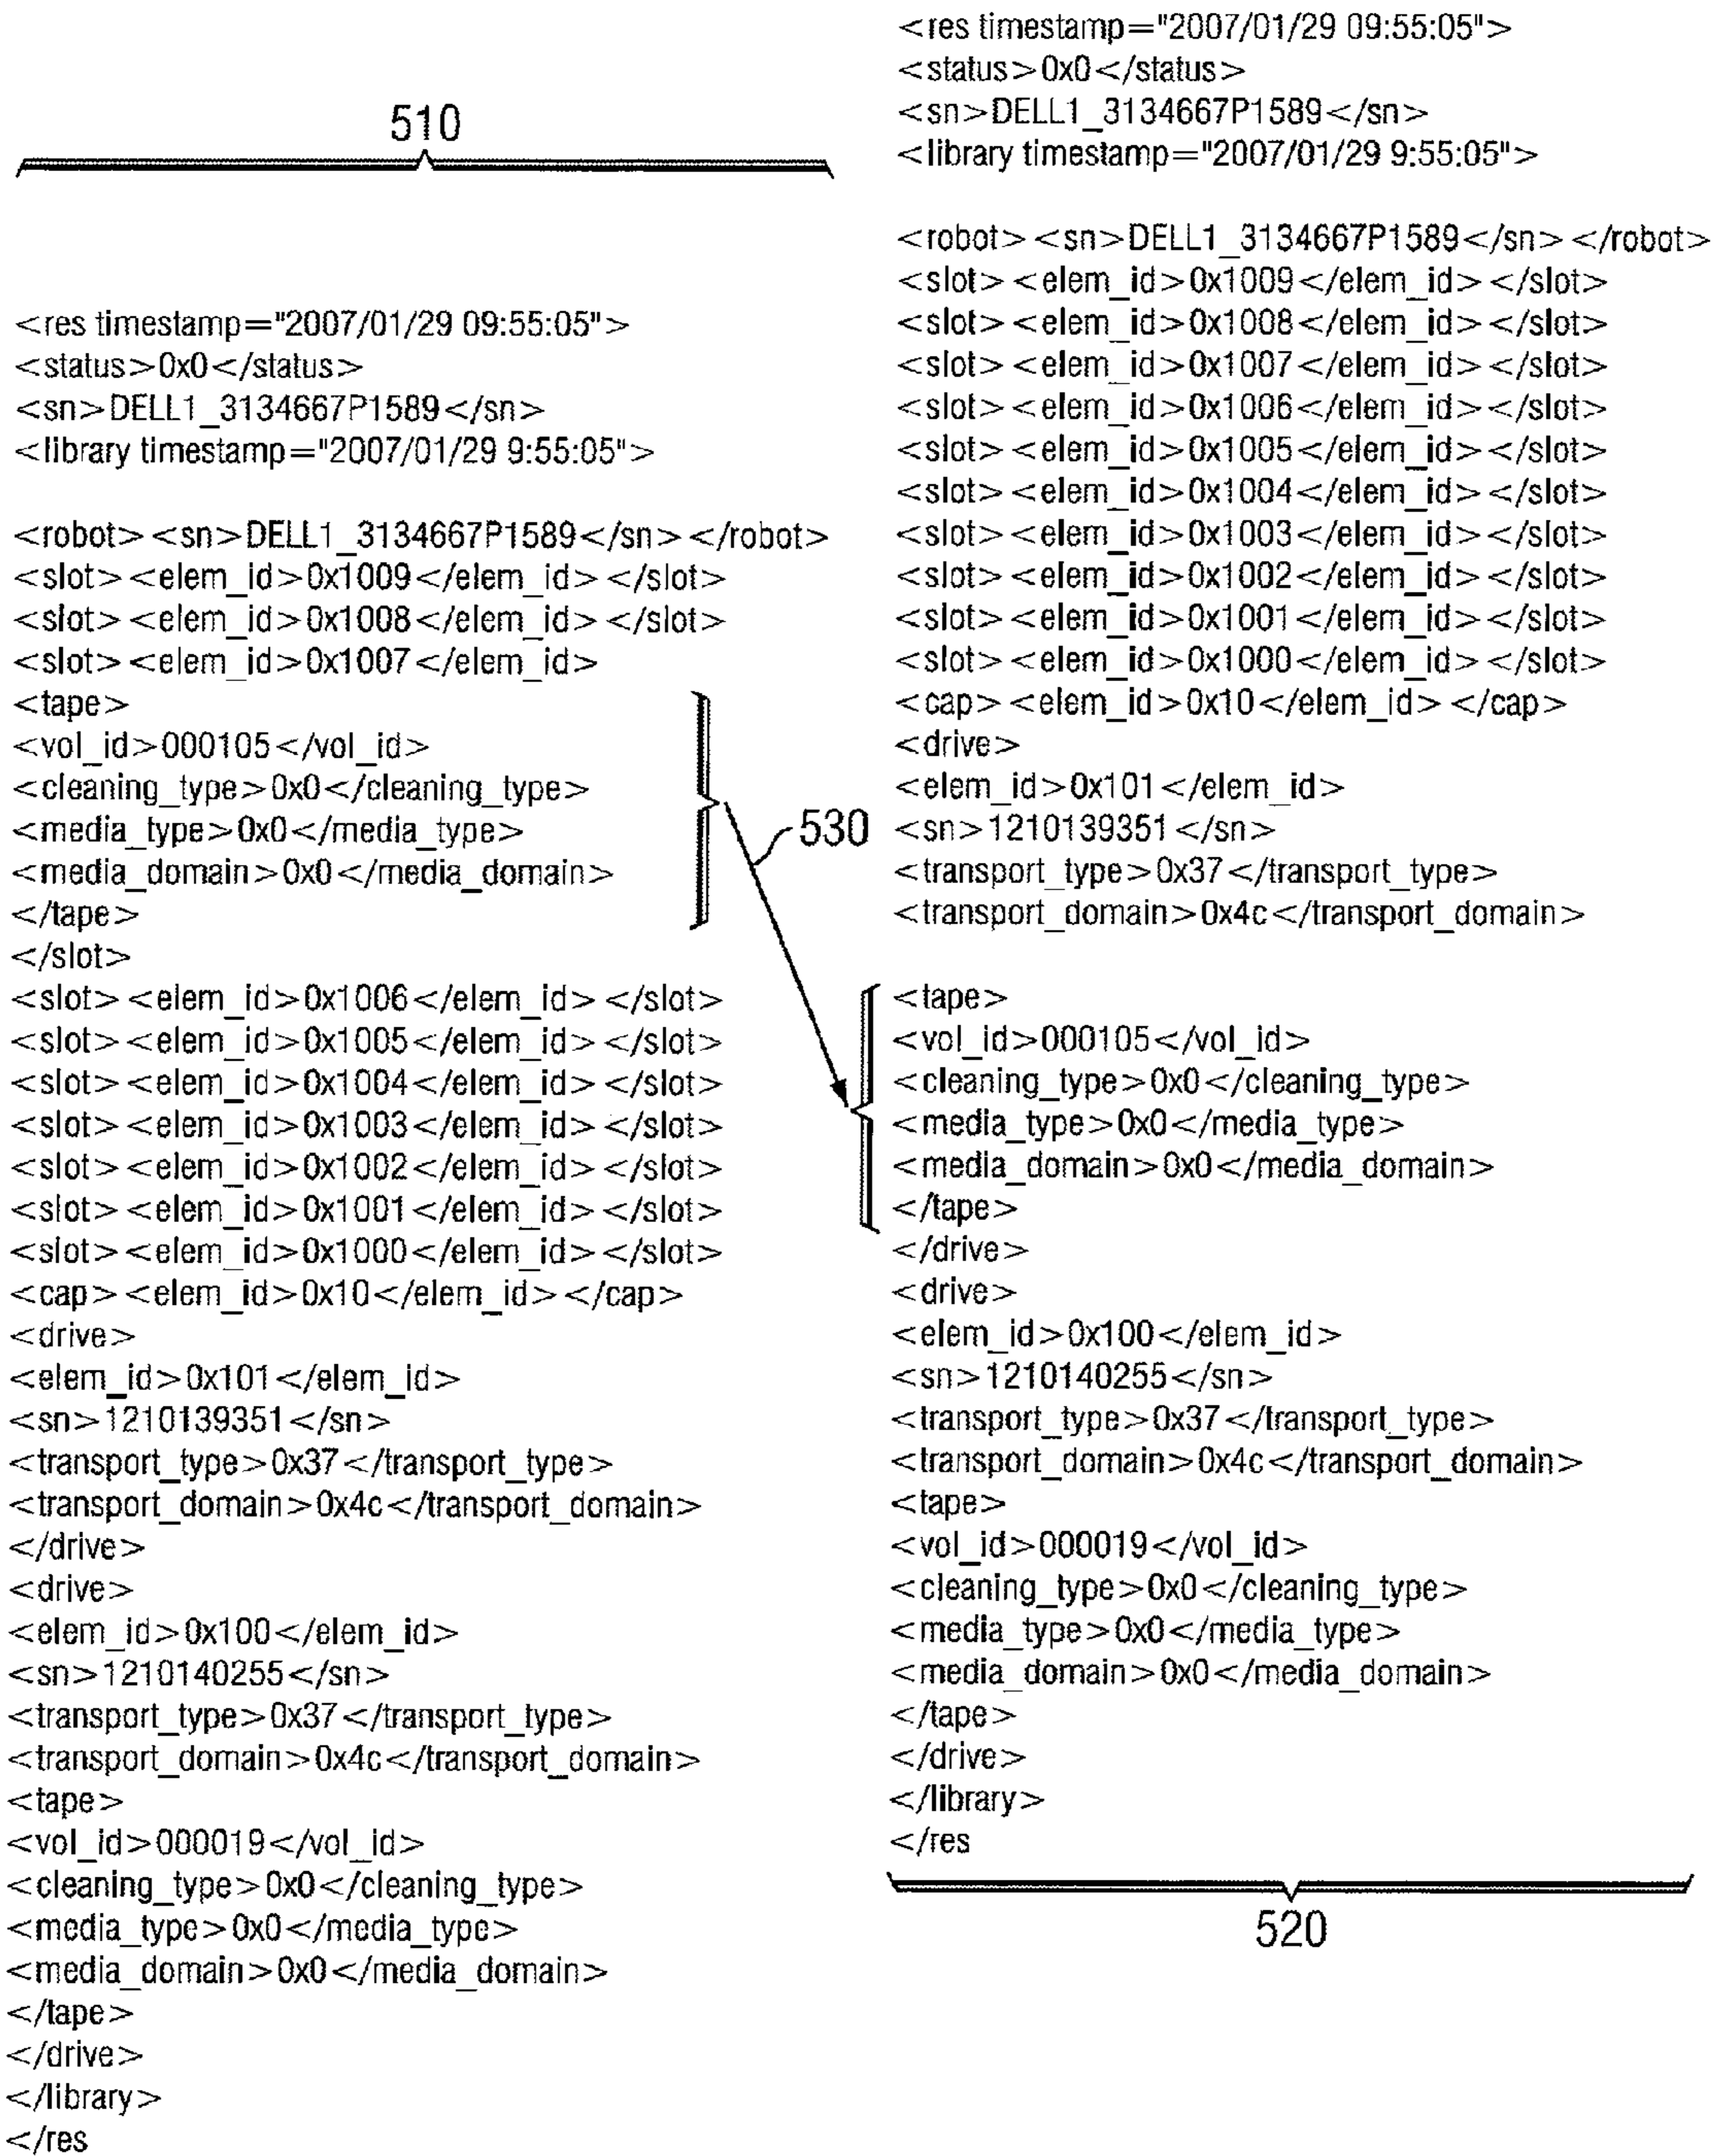 510
<res timestamp="2007/01/29 09:55:05">
<status>0x0</status>
<sn>DELL1_3134667P1589</sn>
<library timestamp="2007/01/29 9:55:05">
<robot><sn>DELL1_3134667P1589</sn></robot>
<slot><elem_id>0x1009</elem_id></slot>
<slot><elem_id>0x1008</elem_id></slot>
<slot><elem_id>0x1007</elem_id>
<tape>
<vol_id>000105</vol_id>
<cleaning_type>0x0</cleaning_type>
<media_type>0x0</media_type>
<media_domain>0x0</media_domain>
</tape>
</slot>
<slot><elem_id>0x1006</elem_id></slot>
<slot><elem_id>0x1005</elem_id></slot>
<slot><elem_id>0x1004</elem_id></slot>
<slot><elem_id>0x1003</elem_id></slot>
<slot><elem_id>0x1002</elem_id></slot>
<slot><elem_id>0x1001</elem_id></slot>
<slot><elem_id>0x1000</elem_id></slot>
<cap><elem_id>0x10</elem_id></cap>
<drive>
<elem_id>0x101</elem_id>
<sn>1210139351</sn>
<transport_type>0x37</transport_type>
<transport_domain>0x4c</transport_domain>
</drive>
<drive>
<elem_id>0x100</elem_id>
<sn>1210140255</sn>
<transport_type>0x37</transport_type>
<transport_domain>0x4c</transport_domain>
<tape>
<vol_id>000019</vol_id>
<cleaning_type>0x0</cleaning_type>
<media_type>0x0</media_type>
<media_domain>0x0</media_domain>
</tape>
</drive>
</library>
</res
530
<res timestamp="2007/01/29 09:55:05">
<status>0x0</status>
<sn>DELL1_3134667P1589</sn>
<library timestamp="2007/01/29 9:55:05">
<robot><sn>DELL1_3134667P1589</sn></robot>
<slot><elem_id>0x1009</elem_id></slot>
<slot><elem_id>0x1008</elem_id></slot>
<slot><elem_id>0x1007</elem_id></slot>
<slot><elem_id>0x1006</elem_id></slot>
<slot><elem_id>0x1005</elem_id></slot>
<slot><elem_id>0x1004</elem_id></slot>
<slot><elem_id>0x1003</elem_id></slot>
<slot><elem_id>0x1002</elem_id></slot>
<slot><elem_id>0x1001</elem_id></slot>
<slot><elem_id>0x1000</elem_id></slot>
<cap><elem_id>0x10</elem_id></cap>
<drive>
<elem_id>0x101</elem_id>
<sn>1210139351</sn>
<transport_type>0x37</transport_type>
<transport_domain>0x4c</transport_domain>
<tape>
<vol_id>000105</vol_id>
<cleaning_type>0x0</cleaning_type>
<media_type>0x0</media_type>
<media_domain>0x0</media_domain>
</tape>
</drive>
<drive>
<elem_id>0x100</elem_id>
<sn>1210140255</sn>
<transport_type>0x37</transport_type>
<transport_domain>0x4c</transport_domain>
<tape>
<vol_id>000019</vol_id>
<cleaning_type>0x0</cleaning_type>
<media_type>0x0</media_type>
<media_domain>0x0</media_domain>
</tape>
</drive>
</library>
</res
520